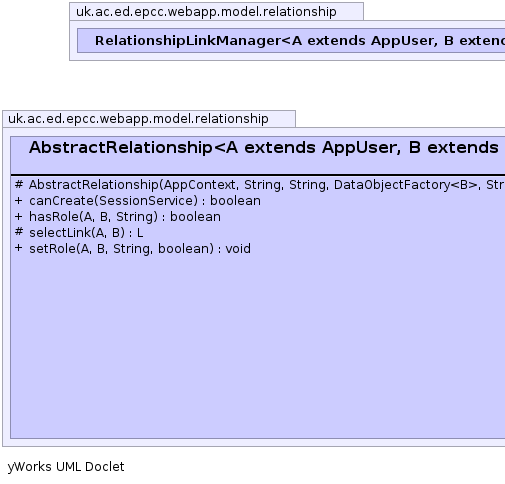 uk.ac.ed.epcc.webapp.model.relationship
RelationshipLinkManager<A extends AppUser, B extend
uk.ac.ed.epcc.webapp.model.relationship
AbstractRelationship<A extends AppUser, B extends
# AbstractRelationship(AppContext, String, String, DataObjectFactory<B>, Str
+ canCreate(SessionService) : boolean
+ hasRole(A, B, String) : boolean
# selectLink(A, B) : L
+ setRole(A, B, String, boolean) : void
yWorks UML Doclet